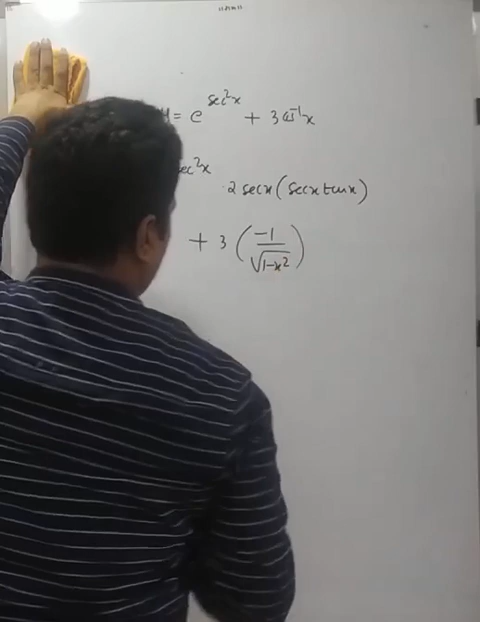 y = e^{sec²x} + 3 cos⁻¹x
sec²x
· 2 secx (secx tanx)
+ 3 (-1/√(1-x²))